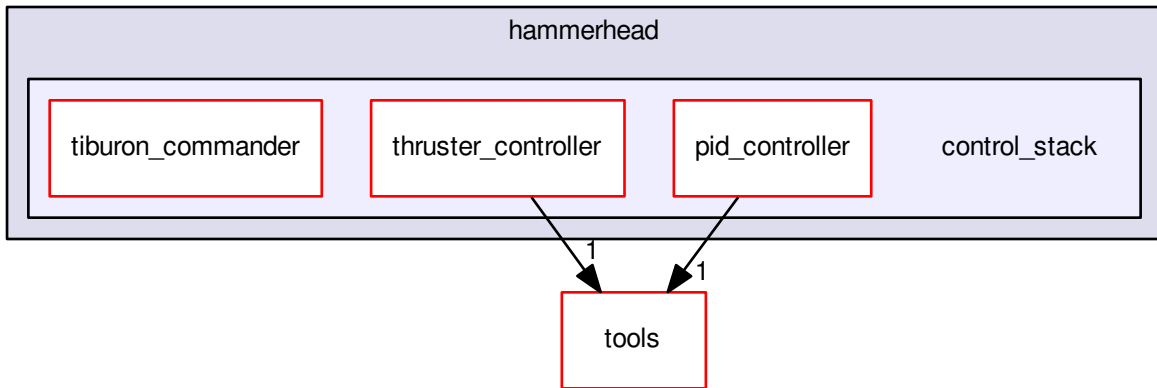 hammerhead
tiburon_commander
thruster_controller
pid_controller
control_stack
1
1
tools